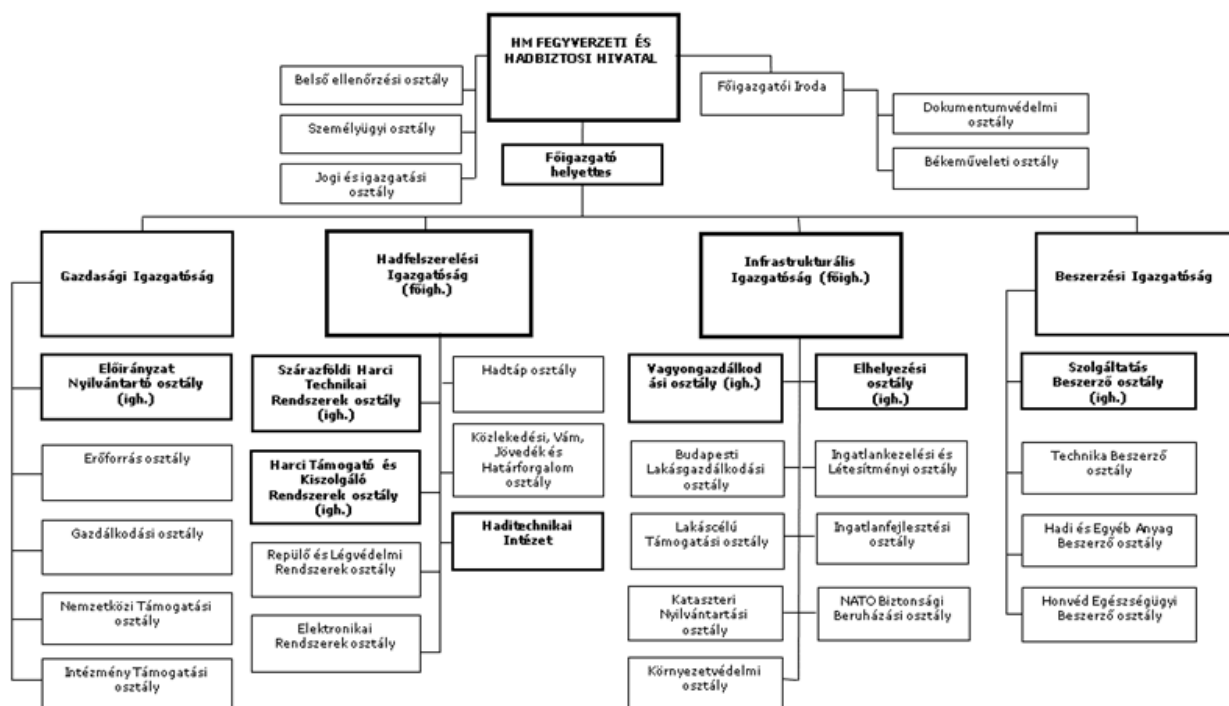 HM FEGYVERZETI ÉS
HADBIZTOSI HIVATAL
Belső ellenőrzési osztály
Személyügyi osztály
Jogi és igazgatási
osztály
Főigazgatói Iroda
Dokumentumvédelmi
osztály
Békeműveleti osztály
Főigazgató
helyettes
Gazdasági Igazgatóság
Előirányzat
Nyilvántartó osztály
(igh.)
Erőforrás osztály
Gazdálkodási osztály
Nemzetközi Támogatási
osztály
Intézmény Támogatási
osztály
Hadfelszerelési
Igazgatóság
(főigh.)
Szárazföldi Harci
Technikai
Rendszerek osztály
(igh.)
Harci Támogató és
Kiszolgáló
Rendszerek osztály
(igh.)
Repülő és Légvédelmi
Rendszerek osztály
Elektronikai
Rendszerek osztály
Hadtáp osztály
Közlekedési, Vám,
Jövedék és
Határforgalom
osztály
Haditechnikai
Intézet
Infrastrukturális
Igazgatóság (főigh.)
Vagyongazdálkod
ási osztály (igh.)
Budapesti
Lakásgazdálkodási
osztály
Lakáscélú
Támogatási osztály
Kataszteri
Nyilvántartási
osztály
Környezetvédelmi
osztály
Elhelyezési
osztály
(igh.)
Ingatlankezelési és
Létesítményi osztály
Ingatlanfejlesztési
osztály
NATO Biztonsági
Beruházási osztály
Beszerzési Igazgatóság
Szolgáltatás
Beszerző osztály
(igh.)
Technika Beszerző
osztály
Hadi és Egyéb Anyag
Beszerző osztály
Honvéd Egészségügyi
Beszerző osztály